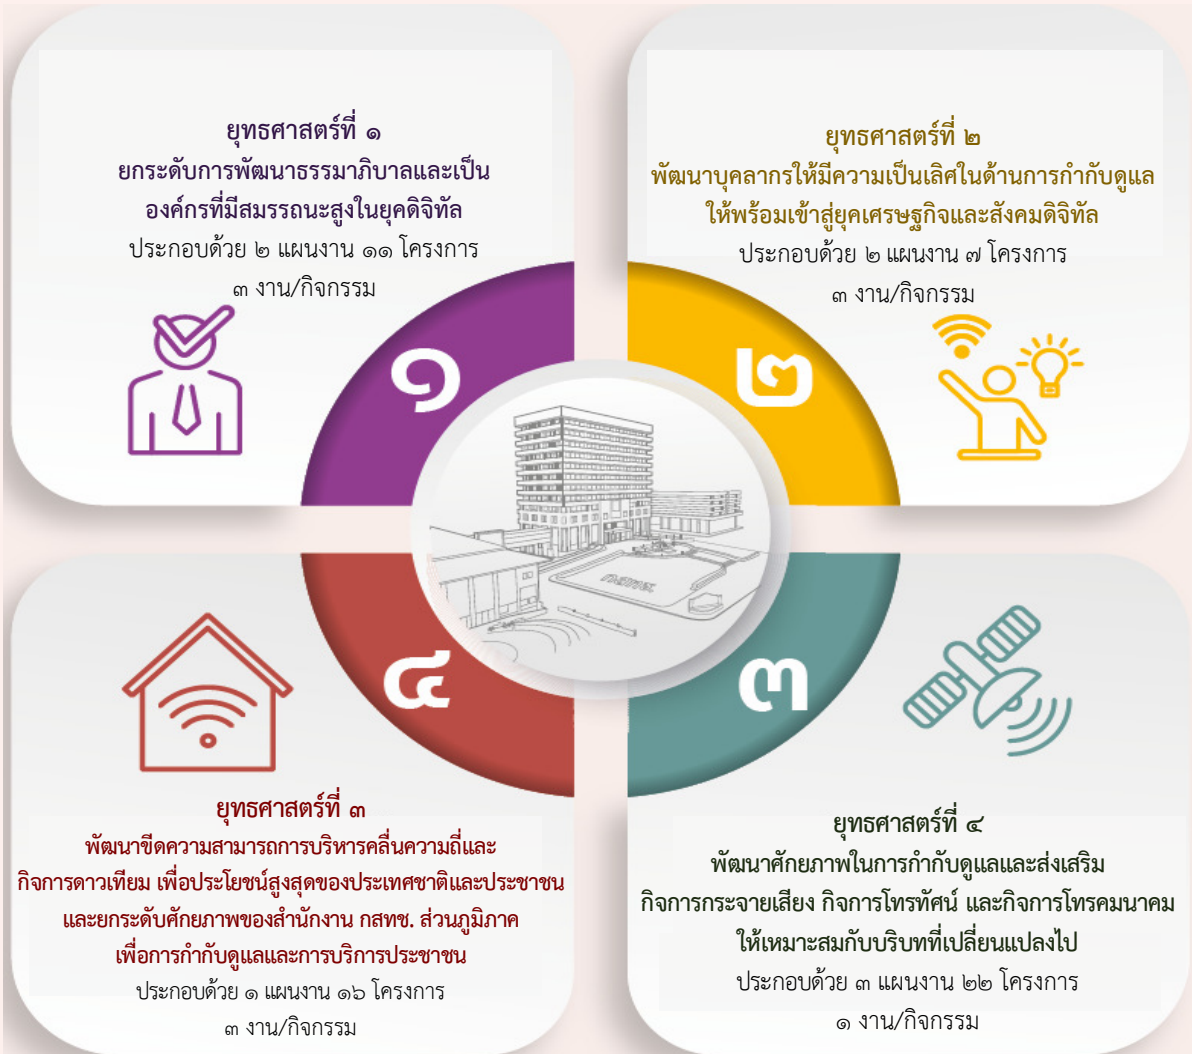 ยุทธศาสตร์ที่ ๑
ยกระดับการพัฒนาธรรมาภิบาลและเป็น
องค์กรที่มีสมรรถนะสูงในยุคดิจิทัล
ประกอบด้วย ๒ แผนงาน ๑๑ โครงการ
๓ งาน/กิจกรรม
๑
ยุทธศาสตร์ที่ ๒
พัฒนาบุคลากรให้มีความเป็นเลิศในด้านการกำกับดูแล
ให้พร้อมเข้าสู่ยุคเศรษฐกิจและสังคมดิจิทัล
ประกอบด้วย ๒ แผนงาน ๗ โครงการ
๓ งาน/กิจกรรม
๒
กสทช.
๔
ยุทธศาสตร์ที่ ๓
พัฒนาขีดความสามารถการบริหารคลื่นความถี่และ
กิจการดาวเทียม เพื่อประโยชน์สูงสุดของประเทศชาติและประชาชน
และยกระดับศักยภาพของสำนักงาน กสทช. ส่วนภูมิภาค
เพื่อการกำกับดูแลและการบริการประชาชน
ประกอบด้วย ๑ แผนงาน ๑๖ โครงการ
๓ งาน/กิจกรรม
๓
ยุทธศาสตร์ที่ ๔
พัฒนาศักยภาพในการกำกับดูแลและส่งเสริม
กิจการกระจายเสียง กิจการโทรทัศน์ และกิจการโทรคมนาคม
ให้เหมาะสมกับบริบทที่เปลี่ยนแปลงไป
ประกอบด้วย ๓ แผนงาน ๒๒ โครงการ
๑ งาน/กิจกรรม